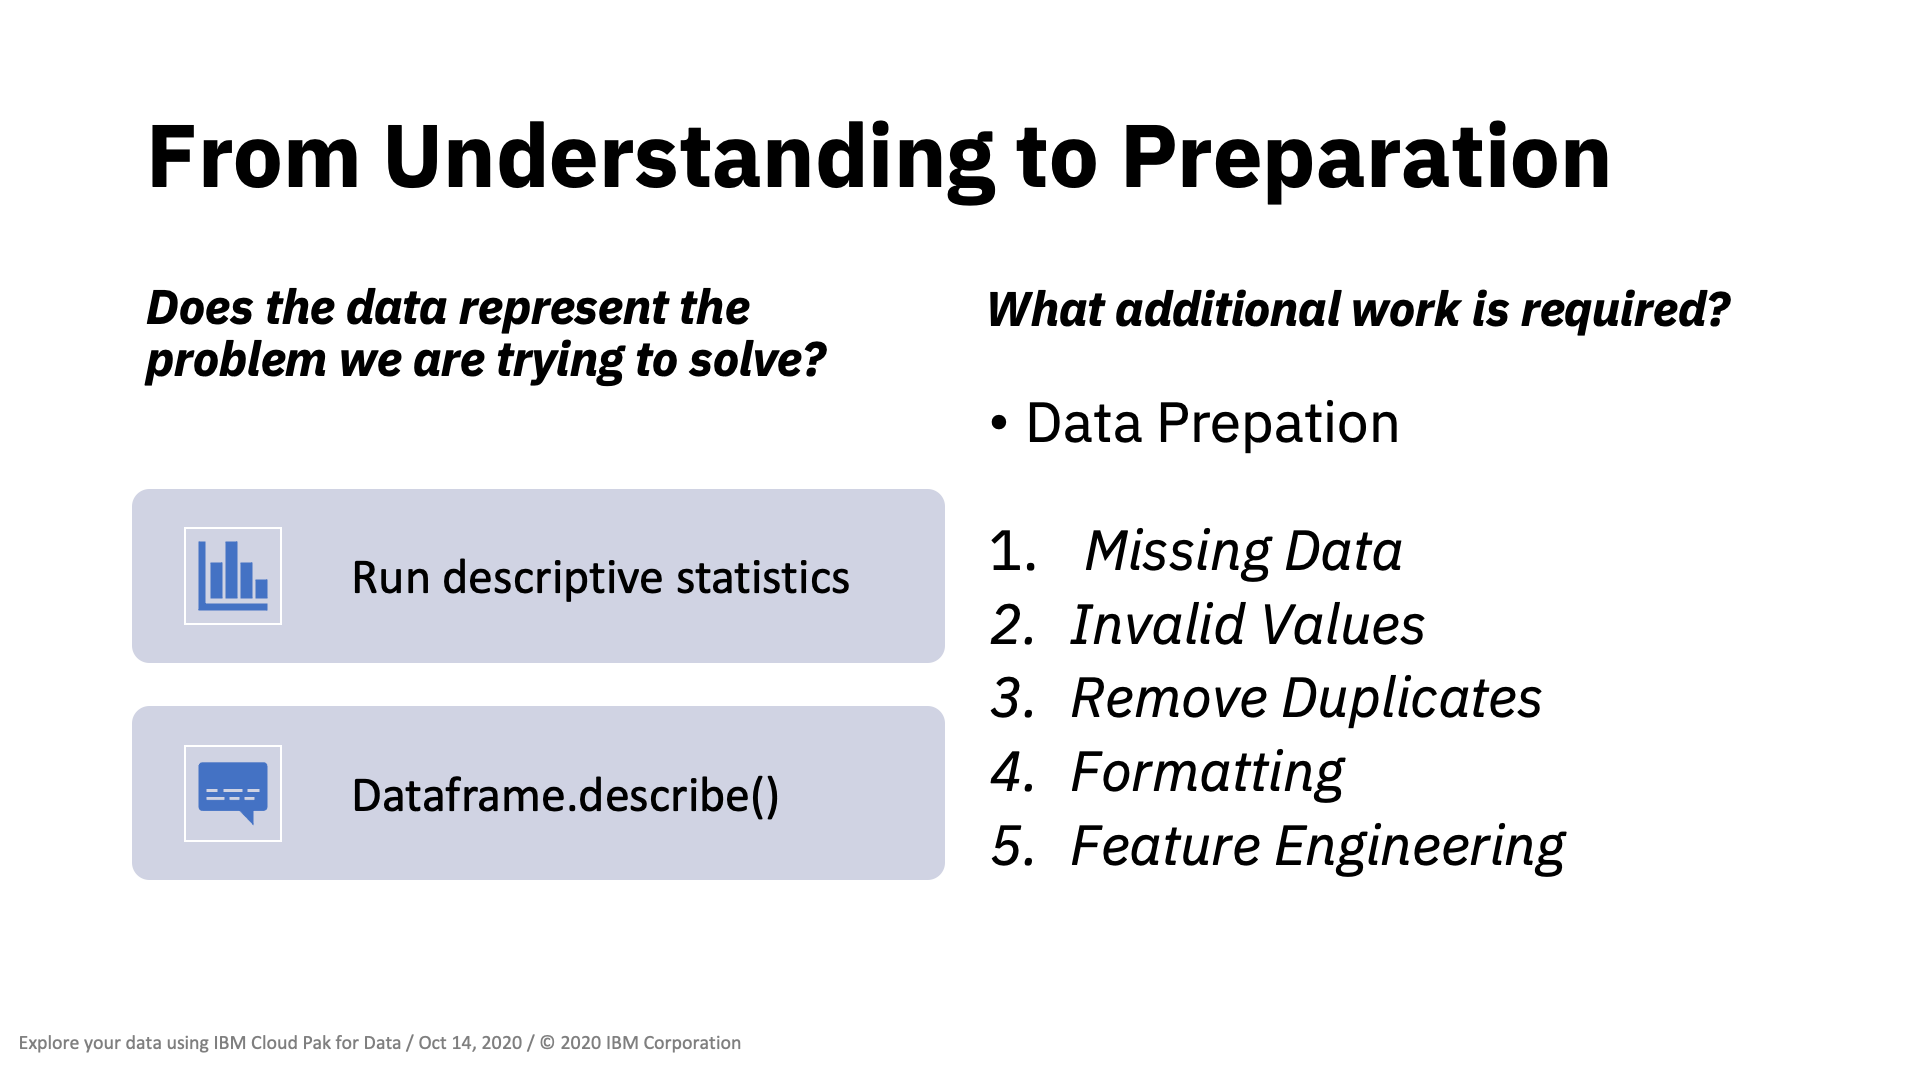 From Understanding to Preparation
Does the data represent the
problem we are trying to solve?
Run descriptive statistics
Dataframe.describe()
What additional work is required?
• Data Prepation
1. Missing Data
2. Invalid Values
3. Remove Duplicates
4. Formatting
5. Feature Engineering
Explore your data using IBM Cloud Pak for Data / Oct 14, 2020 / © 2020 IBM Corporation